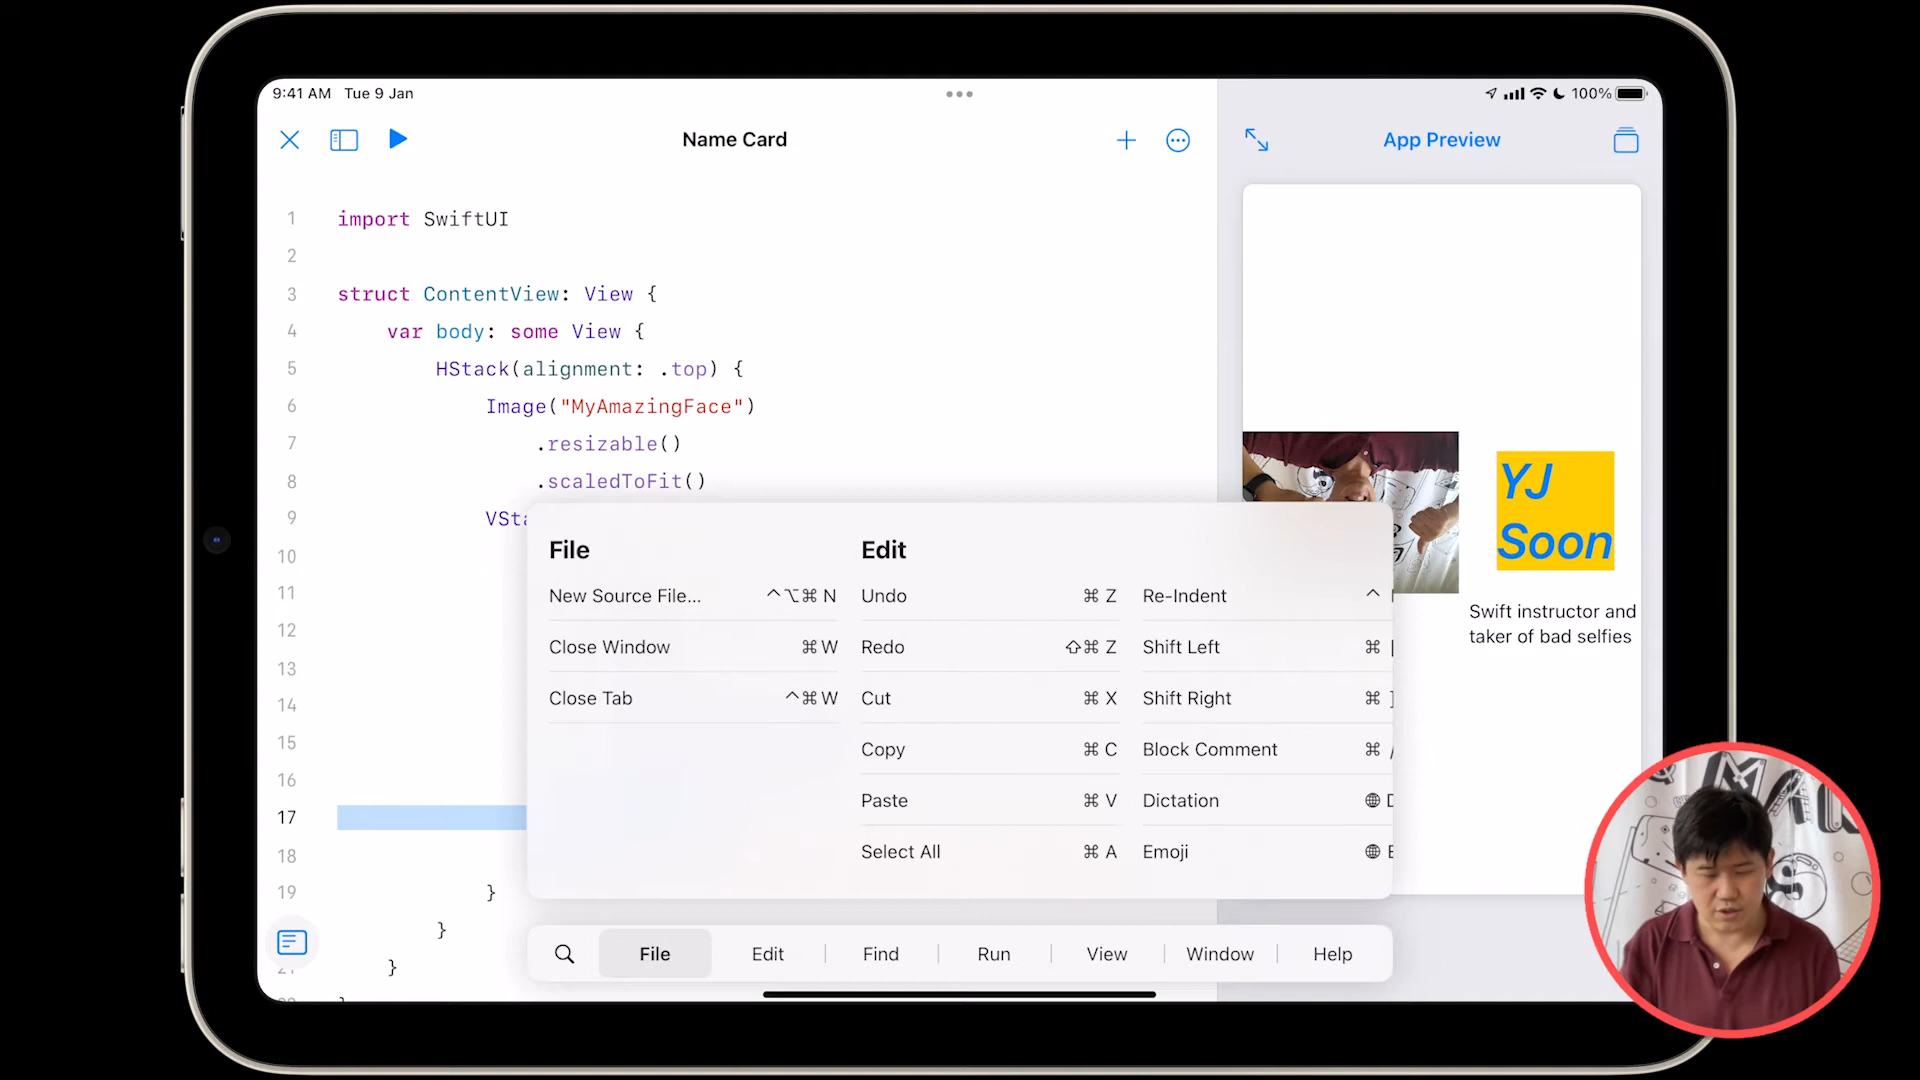 9:41 AM Tue 9 Jan
100%
Name Card
App Preview
1 import SwiftUI
2
3 struct ContentView: View {
4 var body: some View {
5 HStack(alignment: .top) {
6 Image("MyAmazingFace")
7 .resizable()
8 .scaledToFit()
9 VSta
10
11
12
13
14
15
16
17
18
19 }
}
}
YJ
Soon
Swift instructor and
taker of bad selfies
File
New Source File... ⌃⌥⌘ N
Close Window ⌘ W
Close Tab ⌃⌘ W
Edit
Undo ⌘ Z
Redo ⇧⌘ Z
Cut ⌘ X
Copy ⌘ C
Paste ⌘ V
Select All ⌘ A
Re-Indent ⌃
Shift Left ⌘ [
Shift Right ⌘ ]
Block Comment ⌘ /
Dictation
Emoji
File Edit Find Run View Window Help